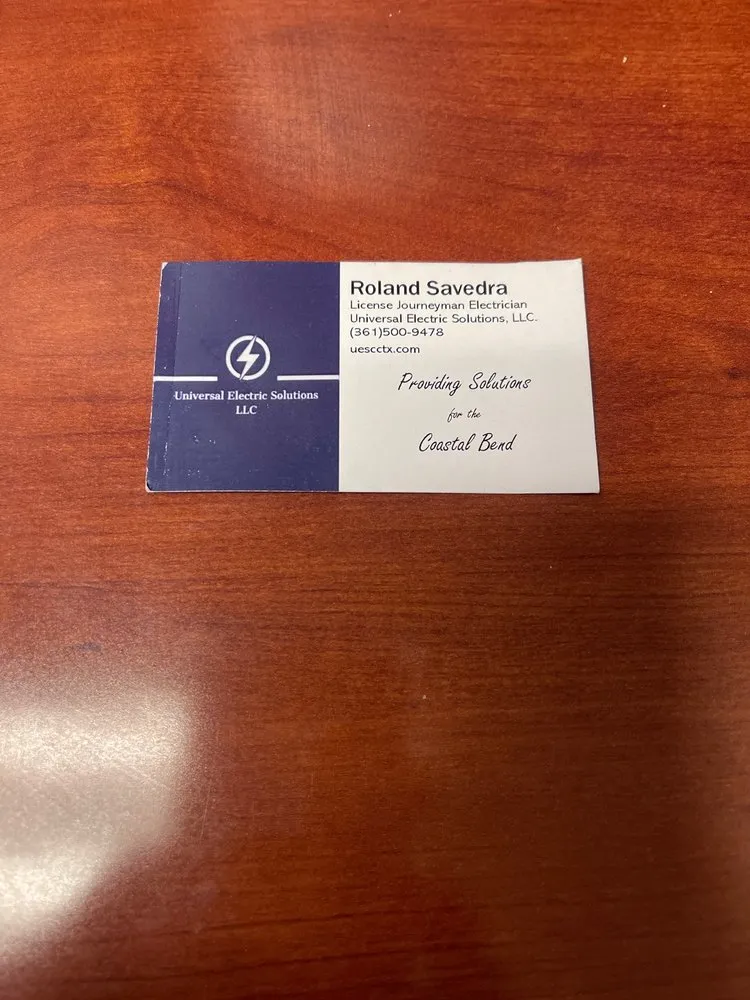 Universal Electric Solutions
LLC
Roland Savedra
License Journeyman Electrician
Universal Electric Solutions, LLC.
(361)500-9478
uescctx.com
Providing Solutions
for the
Coastal Bend